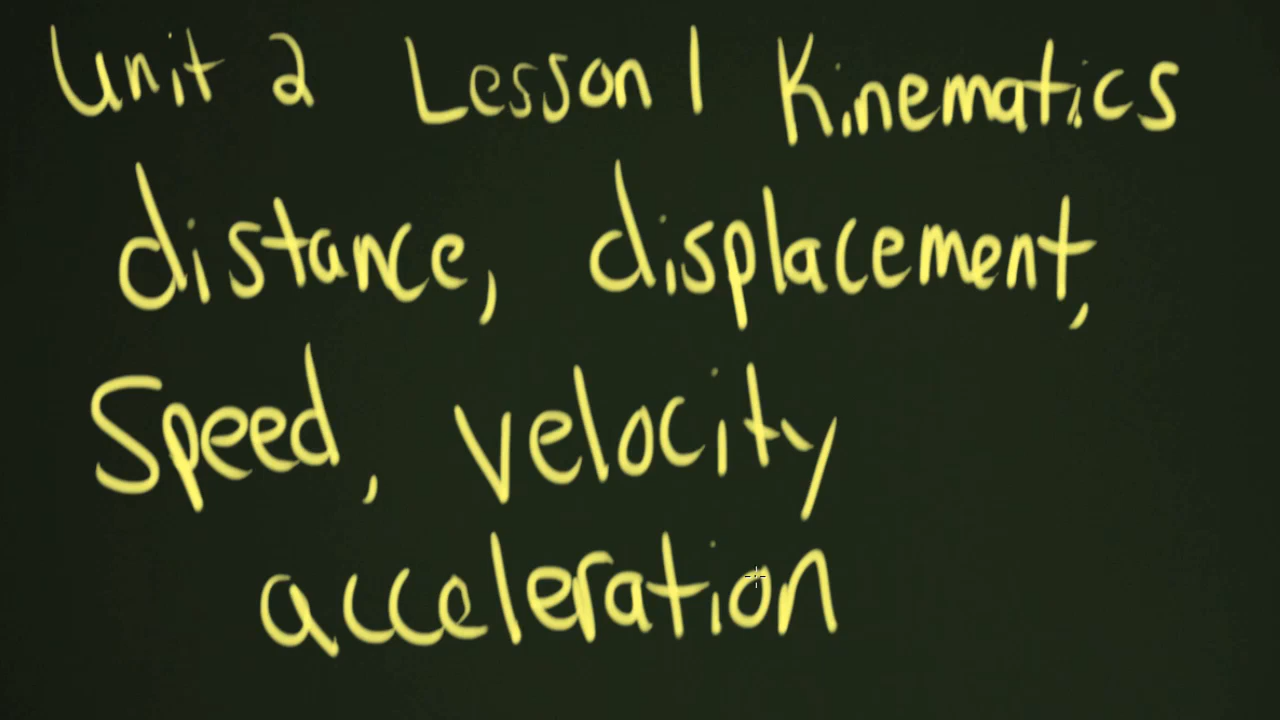 Unit 2 Lesson 1 Kinematics
distance, displacement,
Speed, velocity
acceleration